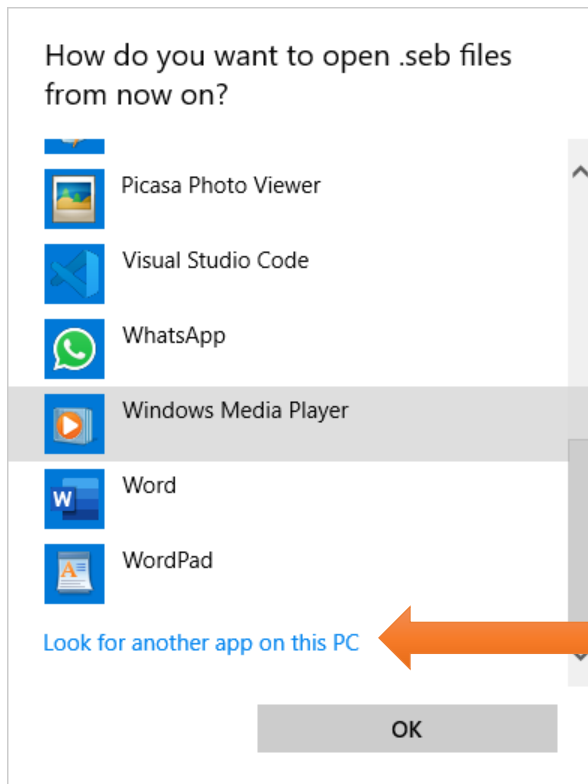 How do you want to open .seb files
from now on?
Picasa Photo Viewer
Visual Studio Code
WhatsApp
Windows Media Player
Word
WordPad
Look for another app on this PC
OK